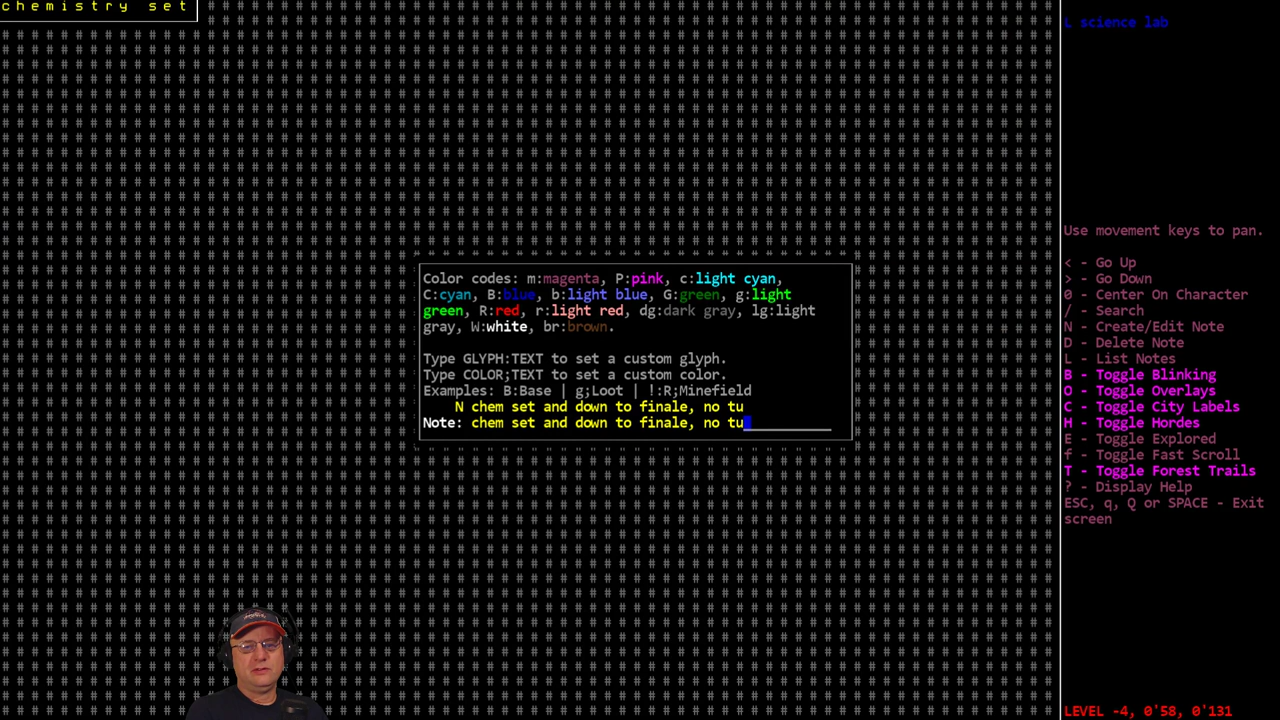 chemistry set
L science lab
Use movement keys to pan.
< - Go Up
> - Go Down
0 - Center On Character
/ - Search
N - Create/Edit Note
D - Delete Note
L - List Notes
B - Toggle Blinking
O - Toggle Overlays
C - Toggle City Labels
H - Toggle Hordes
E - Toggle Explored
f - Toggle Fast Scroll
T - Toggle Forest Trails
? - Display Help
ESC, q, Q or SPACE - Exit
screen
Color codes: m:magenta, P:pink, c:light cyan,
C:cyan, B:blue, b:light blue, G:green, g:light
green, R:red, r:light red, dg:dark gray, lg:light
gray, W:white, br:brown.
Type GLYPH:TEXT to set a custom glyph.
Type COLOR;TEXT to set a custom color.
Examples: B:Base | g;Loot | !:R;Minefield
N chem set and down to finale, no tu
Note: chem set and down to finale, no tu
LEVEL -4, 0'58, 0'131